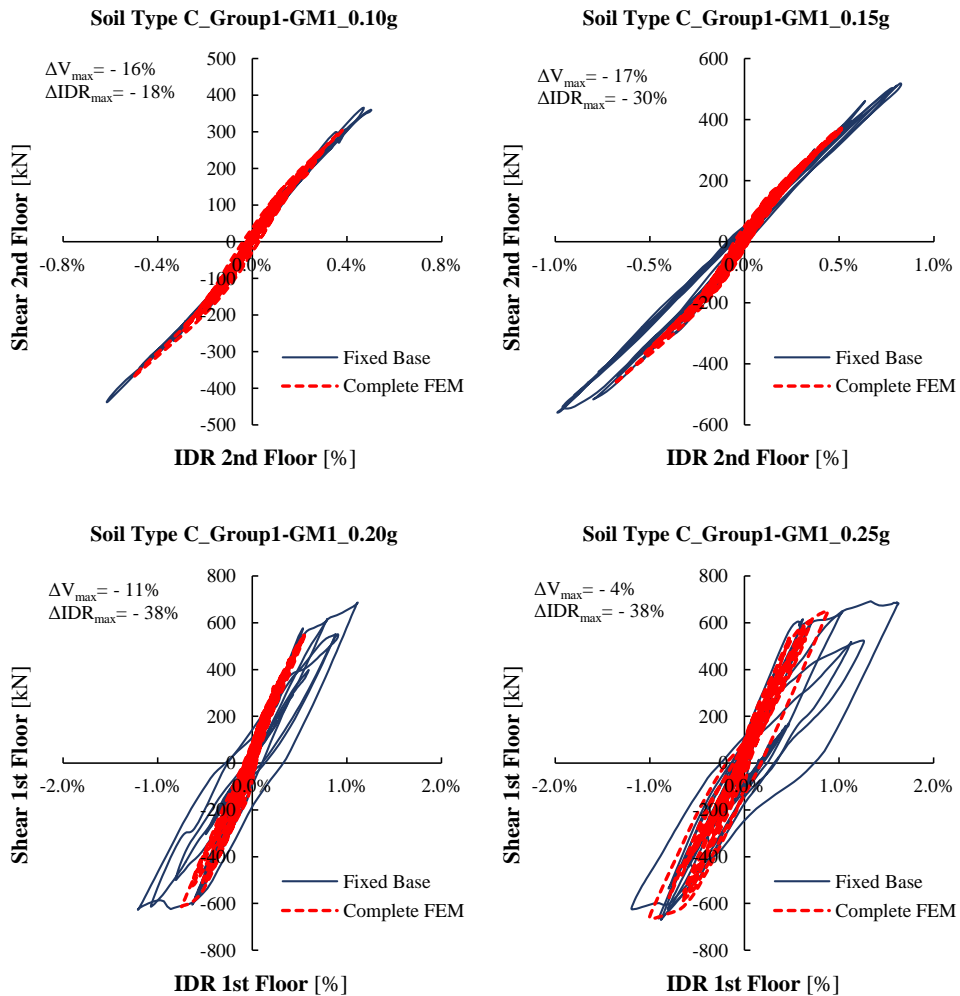 Soil Type C_Group1-GM1_0.10g
ΔVmax= - 16%
ΔIDRmax= - 18%
Shear 2nd Floor [kN]
500
400
300
200
100
0
-100
-200
-300
-400
-500
-0.8%
-0.4%
0.0%
0.4%
0.8%
Fixed Base
Complete FEM
IDR 2nd Floor [%]
Soil Type C_Group1-GM1_0.15g
ΔVmax= - 17%
ΔIDRmax= - 30%
Shear 2nd Floor [kN]
600
400
200
0
-200
-400
-600
-1.0%
-0.5%
0.0%
0.5%
1.0%
Fixed Base
Complete FEM
IDR 2nd Floor [%]
Soil Type C_Group1-GM1_0.20g
ΔVmax= - 11%
ΔIDRmax= - 38%
Shear 1st Floor [kN]
800
600
400
200
0
-200
-400
-600
-800
-2.0%
-1.0%
0.0%
1.0%
2.0%
Fixed Base
Complete FEM
IDR 1st Floor [%]
Soil Type C_Group1-GM1_0.25g
ΔVmax= - 4%
ΔIDRmax= - 38%
Shear 1st Floor [kN]
800
600
400
200
0
-200
-400
-600
-800
-2.0%
-1.0%
0.0%
1.0%
2.0%
Fixed Base
Complete FEM
IDR 1st Floor [%]